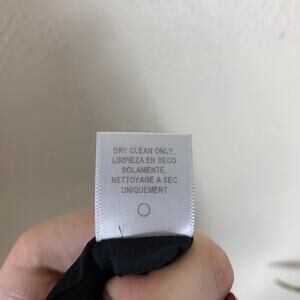 DRY CLEAN ONLY.
LIMPIEZA EN SECO
SOLAMENTE.
NETTOYAGE A SEC
UNIQUEMENT